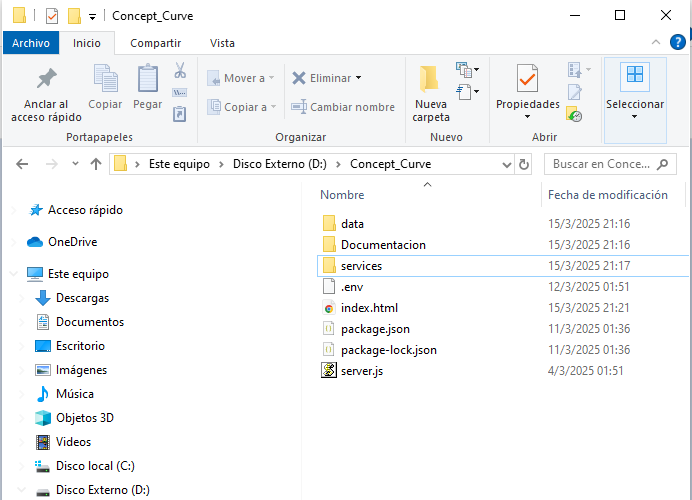 Concept_Curve
Archivo Inicio Compartir Vista
Anclar al acceso rápido
Copiar
Pegar
Mover a
Copiar a
Eliminar
Cambiar nombre
Nueva carpeta
Propiedades
Seleccionar
Portapapeles Organizar Nuevo Abrir
Este equipo > Disco Externo (D:) > Concept_Curve
Buscar en Conce...
Acceso rápido
OneDrive
Este equipo
Descargas
Documentos
Escritorio
Imágenes
Música
Objetos 3D
Videos
Disco local (C:)
Disco Externo (D:)
Nombre Fecha de modificación
data 15/3/2025 21:16
Documentacion 15/3/2025 21:16
services 15/3/2025 21:17
.env 12/3/2025 01:51
index.html 15/3/2025 21:21
package.json 11/3/2025 01:36
package-lock.json 11/3/2025 01:36
server.js 4/3/2025 01:51